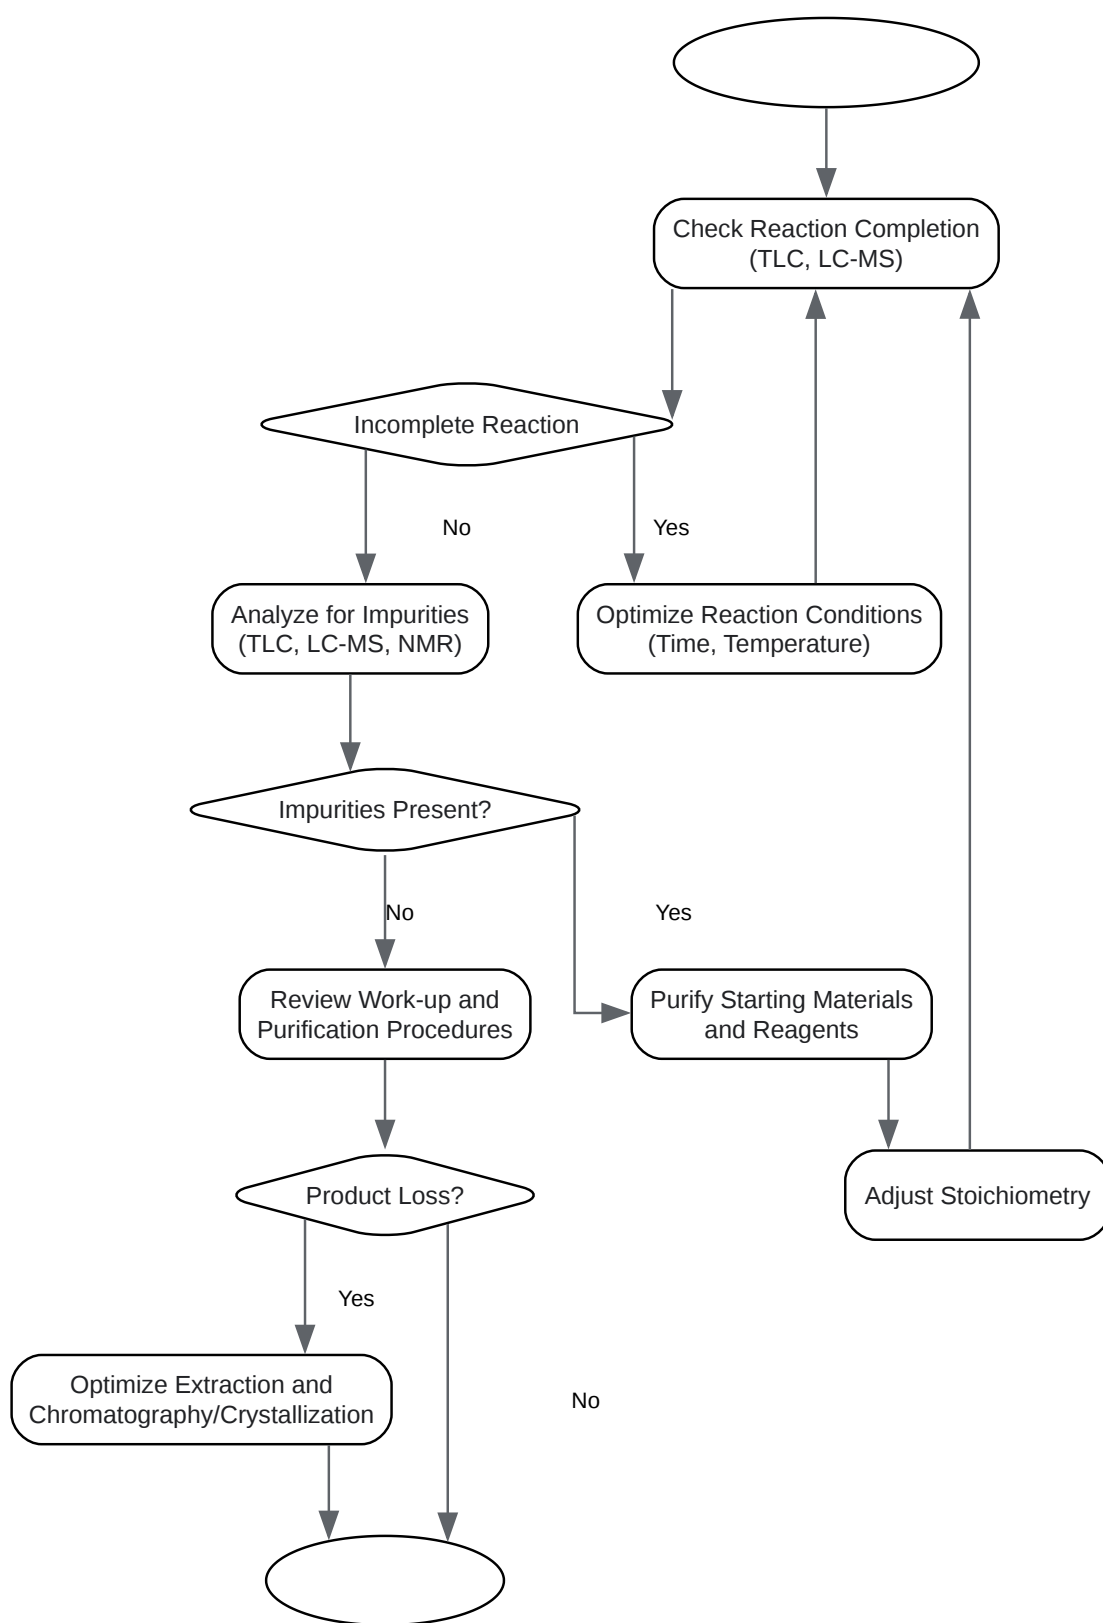 Check Reaction Completion
(TLC, LC-MS)
Incomplete Reaction
No
Yes
Analyze for Impurities
(TLC, LC-MS, NMR)
Optimize Reaction Conditions
(Time, Temperature)
Impurities Present?
No
Yes
Review Work-up and
Purification Procedures
Purify Starting Materials
and Reagents
Product Loss?
Adjust Stoichiometry
Yes
Optimize Extraction and
Chromatography/Crystallization
No